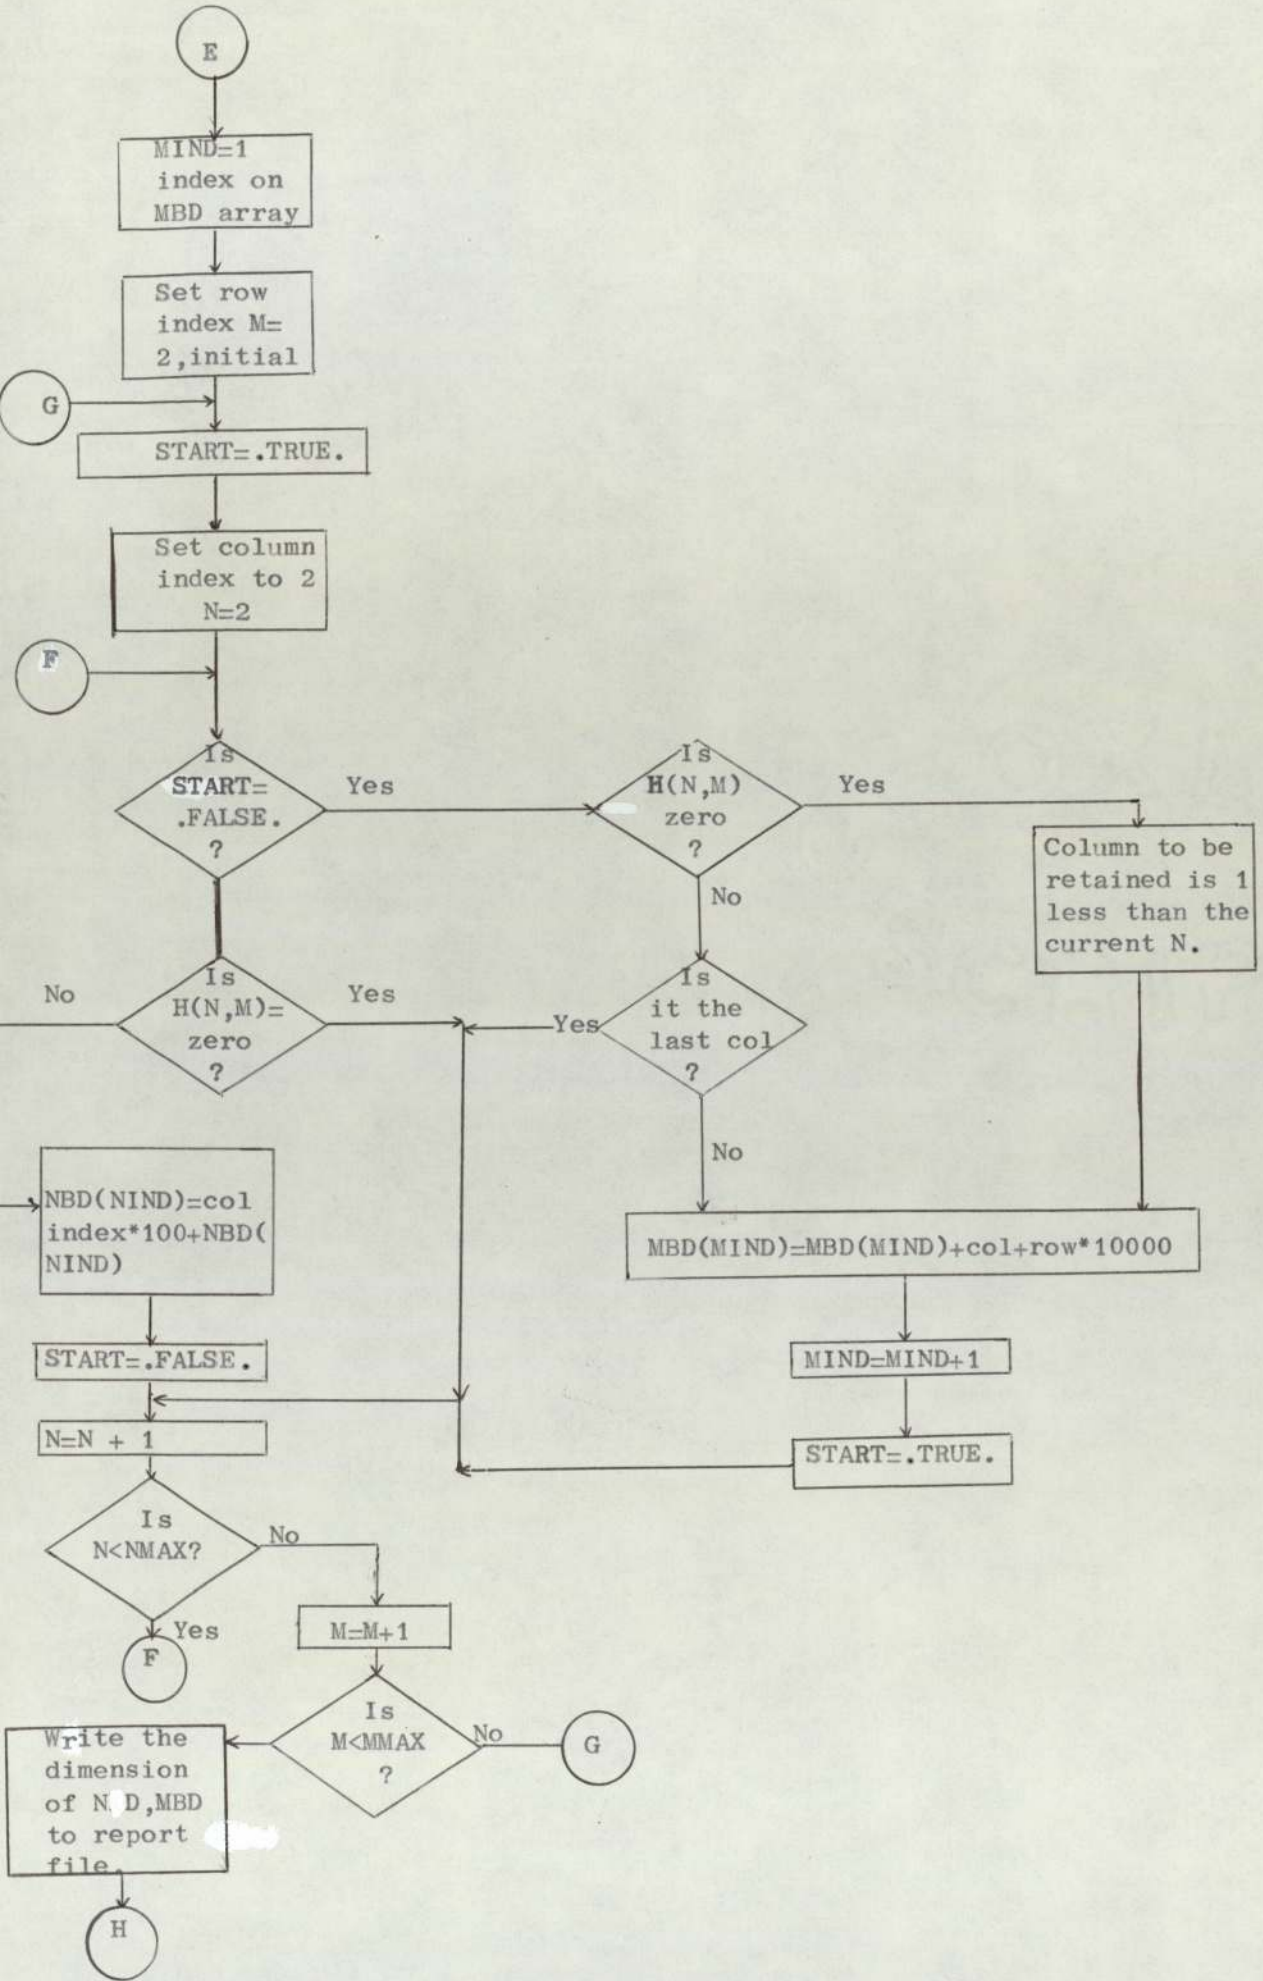 E
MIND=1
index on
MBD array
Set row
index M=
2,initial
G
START=.TRUE.
Set column
index to 2
N=2
F
Is
START=
.FALSE.
?
Yes
Is
H(N,M)
zero
?
Yes
Column to be
retained is 1
less than the
current N.
No
Is
H(N,M)=
zero
?
No
Yes
Is
it the
last col
?
Yes
No
NBD(NIND)=col
index*100+NBD(
NIND)
MBD(MIND)=MBD(MIND)+col+row*10000
START=.FALSE.
MIND=MIND+1
N=N + 1
START=.TRUE.
Is
N<NMAX?
No
Yes
F
M=M+1
Is
M<MMAX
?
No
G
Write the
dimension
of N D,MBD
to report
file.
H